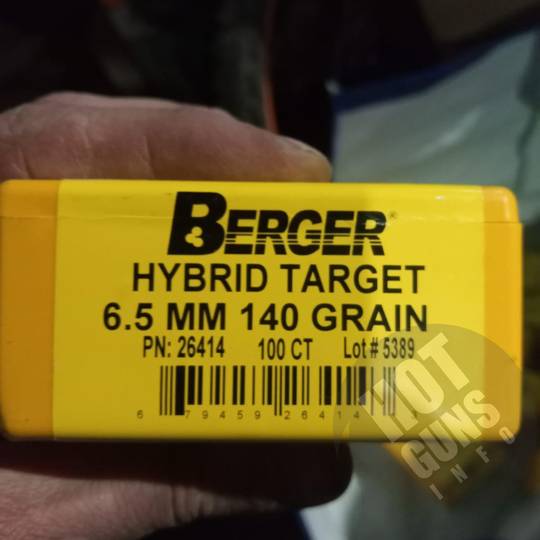 BERGER®
HYBRID TARGET
6.5 MM 140 GRAIN
PN: 26414 100 CT Lot # 5389
6 79459 26414 3
HOT
GUNS
INFO